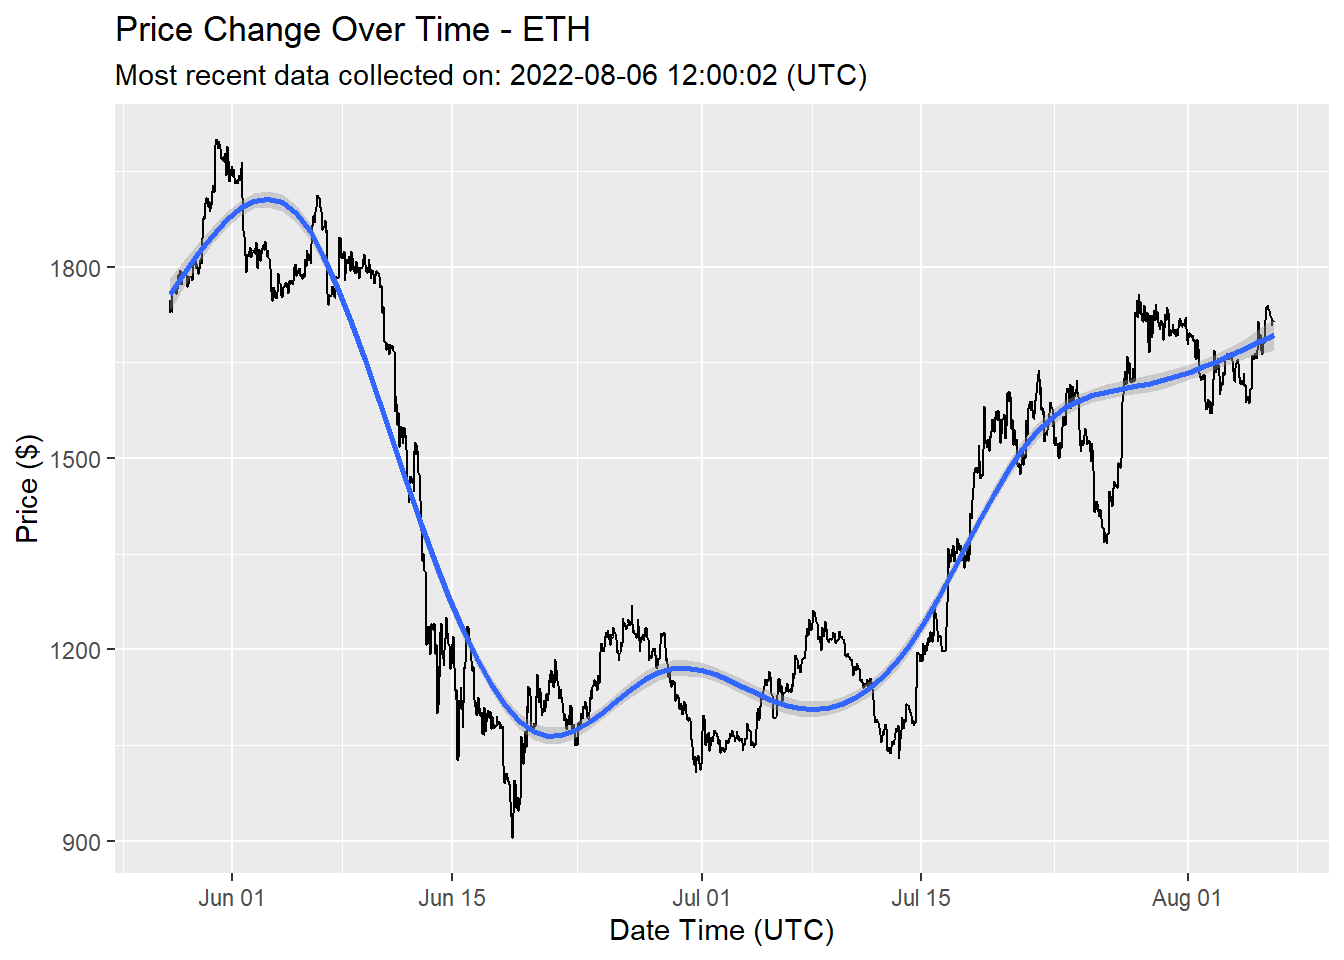 Price Change Over Time - ETH
Most recent data collected on: 2022-08-06 12:00:02 (UTC)
Price ($)
1800
1500
1200
900
Jun 01
Jun 15
Jul 01
Jul 15
Aug 01
Date Time (UTC)